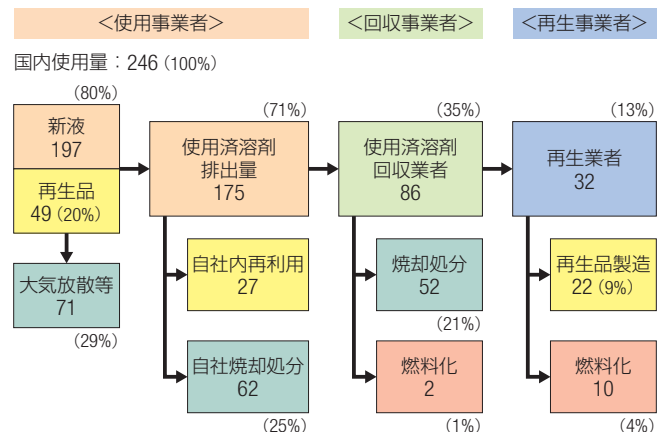 ＜使用事業者＞
＜回収事業者＞
＜再生事業者＞
国内使用量：246 (100%)
(80%)
新液
197
再生品
49 (20%)
大気放散等
71
(29%)
(71%)
使用済溶剤
排出量
175
自社内再利用
27
自社焼却処分
62
(25%)
(35%)
使用済溶剤
回収業者
86
焼却処分
52
(21%)
燃料化
2
(1%)
(13%)
再生業者
32
再生品製造
22 (9%)
燃料化
10
(4%)